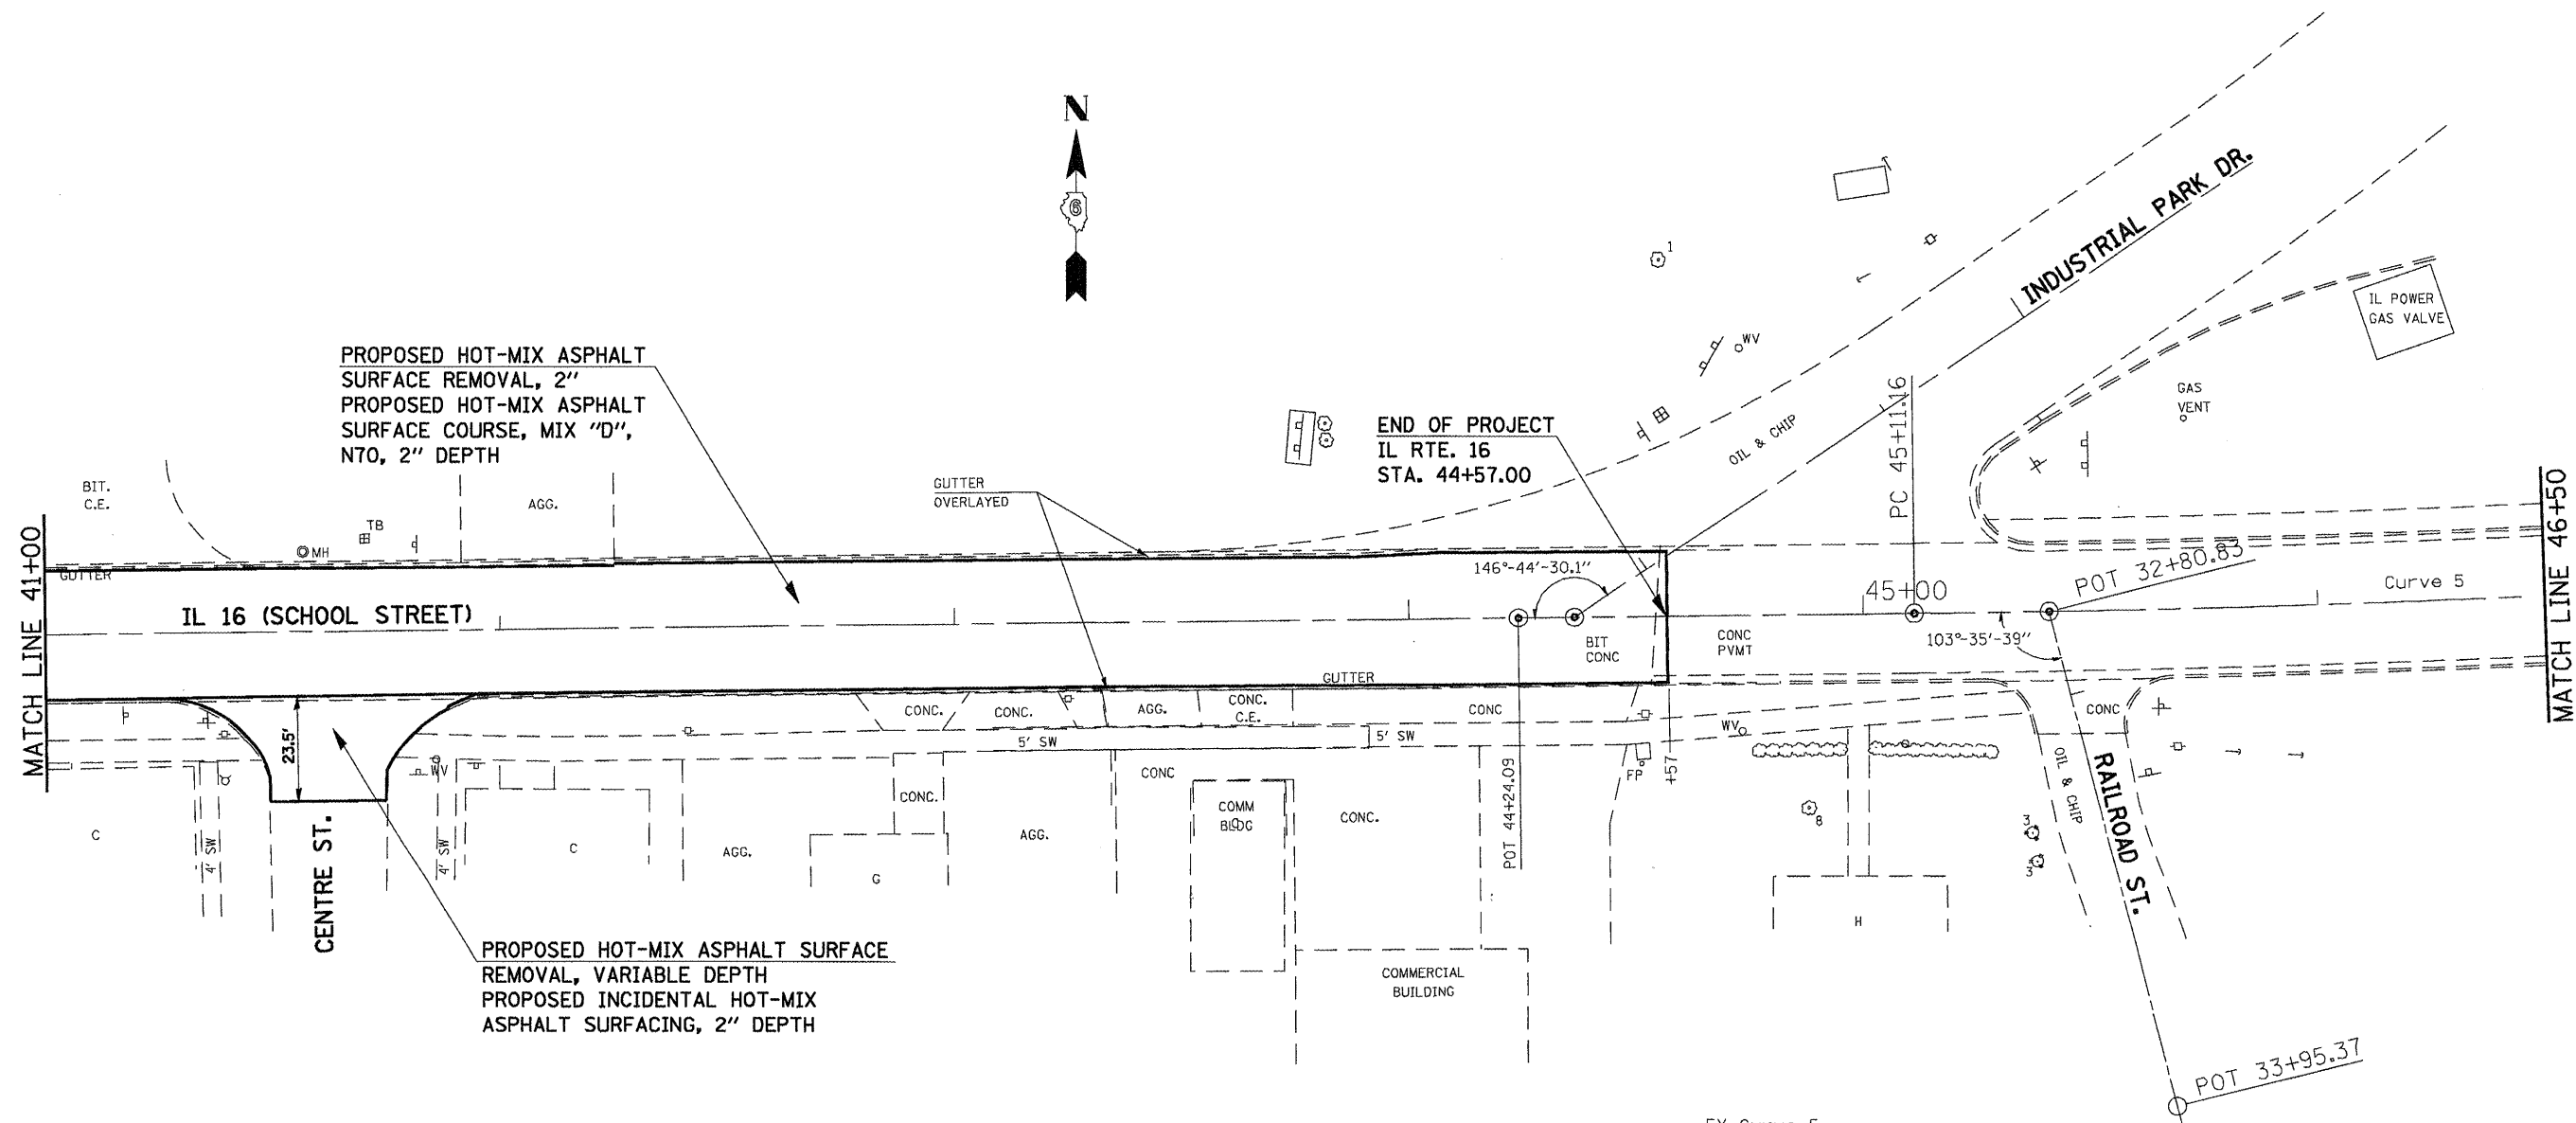 N
6
INDUSTRIAL PARK DR.
1
IL POWER
GAS VALVE
WV
PROPOSED HOT-MIX ASPHALT
SURFACE REMOVAL, 2"
PROPOSED HOT-MIX ASPHALT
SURFACE COURSE, MIX "D",
N70, 2" DEPTH
GAS
VENT
END OF PROJECT
IL RTE. 16
STA. 44+57.00
OIL & CHIP
PC 45+11.16
BIT.
C.E.
AGG.
GUTTER
OVERLAYED
TB
MH
MATCH LINE 41+00
MATCH LINE 46+50
GUTTER
146°-44'-30.1"
POT 32+80.83
45+00
Curve 5
IL 16 (SCHOOL STREET)
BIT
CONC
CONC
PVMT
103°-35'-39"
GUTTER
CONC.
CONC.
AGG.
CONC.
C.E.
CONC
CONC
23.5'
5' SW
5' SW
WV
WV
CONC
FP
+57
POT 44+24.09
OIL & CHIP
RAILROAD ST.
CONC.
COMM
BLDG
CONC.
8
3
3
C
4' SW
CENTRE ST.
4' SW
C
AGG.
G
AGG.
H
PROPOSED HOT-MIX ASPHALT SURFACE
REMOVAL, VARIABLE DEPTH
PROPOSED INCIDENTAL HOT-MIX
ASPHALT SURFACING, 2" DEPTH
COMMERCIAL
BUILDING
POT 33+95.37